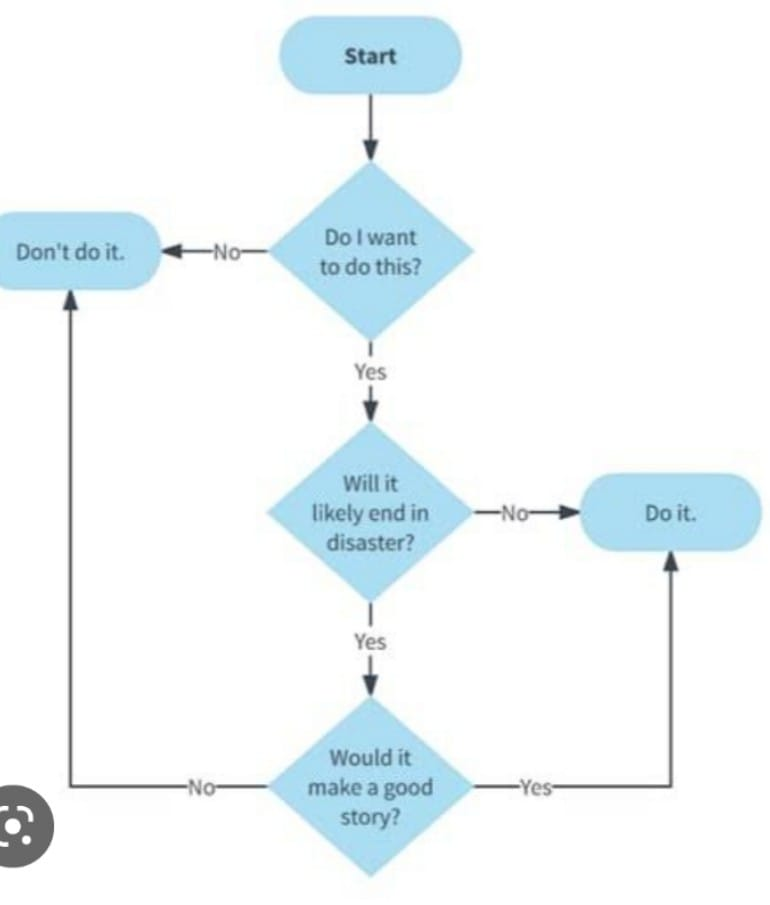 Start
Do I want
to do this?
No
Don't do it.
Yes
Will it
likely end in
disaster?
No
Do it.
Yes
Would it
make a good
story?
No
Yes